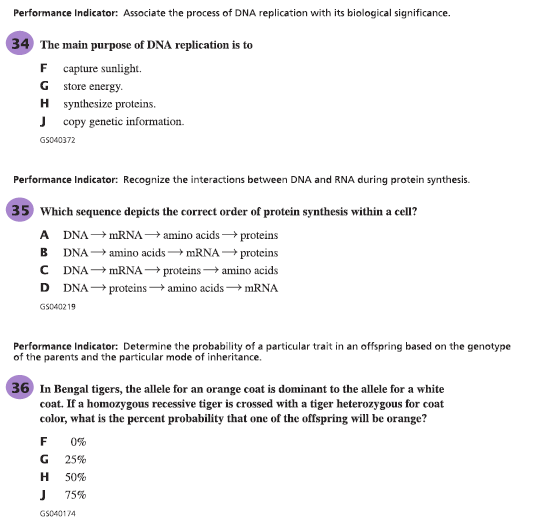 Performance Indicator: Associate the process of DNA replication with its biological significance.
34 The main purpose of DNA replication is to
F capture sunlight.
G store energy.
H synthesize proteins.
J copy genetic information.
GS040372
Performance Indicator: Recognize the interactions between DNA and RNA during protein synthesis.
35 Which sequence depicts the correct order of protein synthesis within a cell?
A DNA → mRNA → amino acids → proteins
B DNA → amino acids → mRNA → proteins
C DNA → mRNA → proteins → amino acids
D DNA → proteins → amino acids → mRNA
GS040219
Performance Indicator: Determine the probability of a particular trait in an offspring based on the genotype
of the parents and the particular mode of inheritance.
36 In Bengal tigers, the allele for an orange coat is dominant to the allele for a white
coat. If a homozygous recessive tiger is crossed with a tiger heterozygous for coat
color, what is the percent probability that one of the offspring will be orange?
F 0%
G 25%
H 50%
J 75%
GS040174